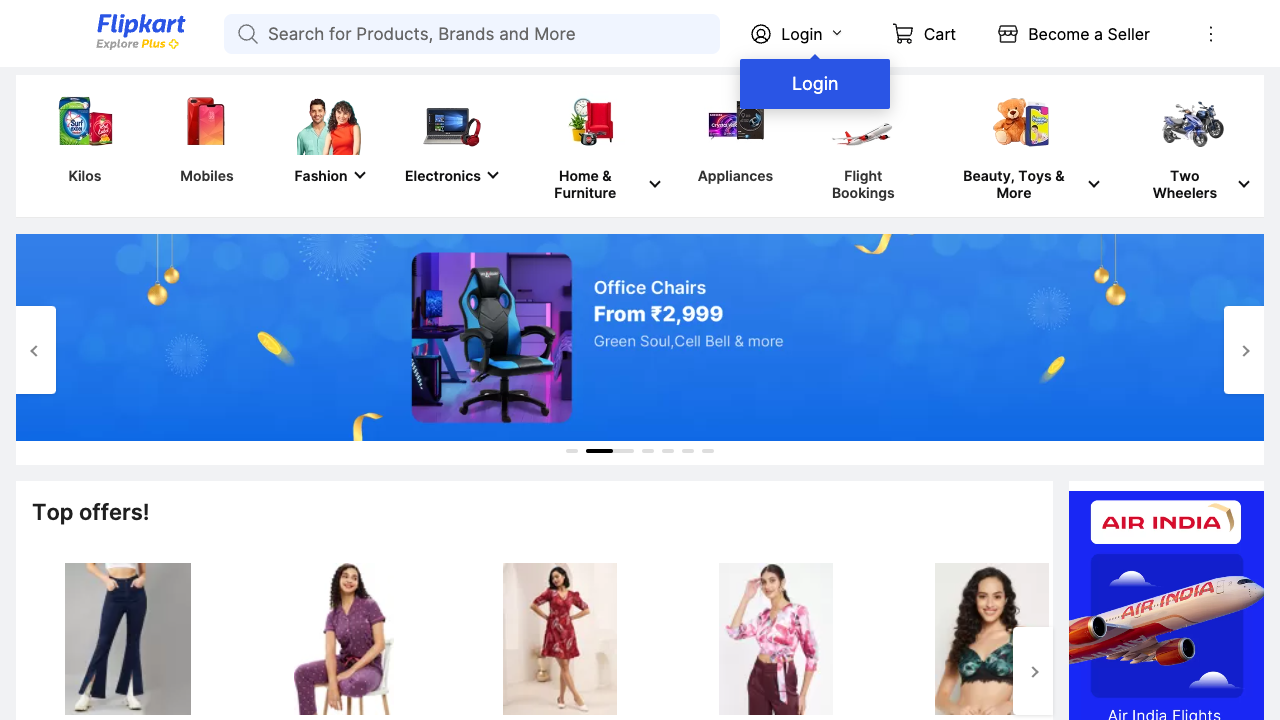 Flipkart
Explore Plus
Search for Products, Brands and More
Login
Cart
Become a Seller
Login
Kilos
Mobiles
Fashion
Electronics
Home &
Furniture
Appliances
Flight
Bookings
Beauty, Toys &
More
Two
Wheelers
Office Chairs
From ₹2,999
Green Soul,Cell Bell & more
Top offers!
AIR INDIA
AIR INDIA
Air India Flights